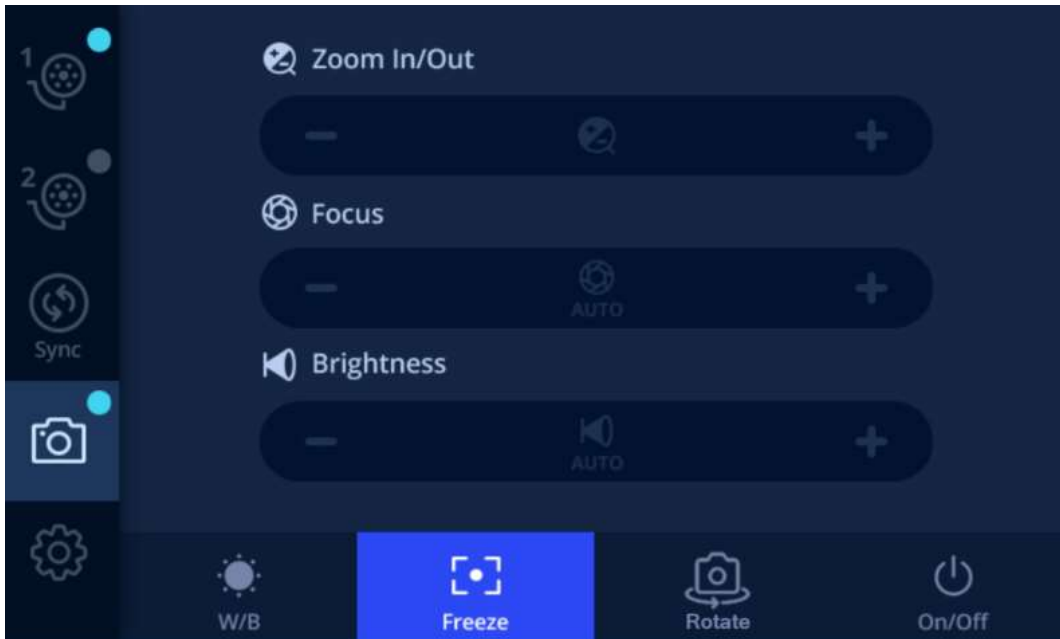 1
2
Sync
Zoom In/Out
Focus
AUTO
Brightness
AUTO
W/B
Freeze
Rotate
On/Off